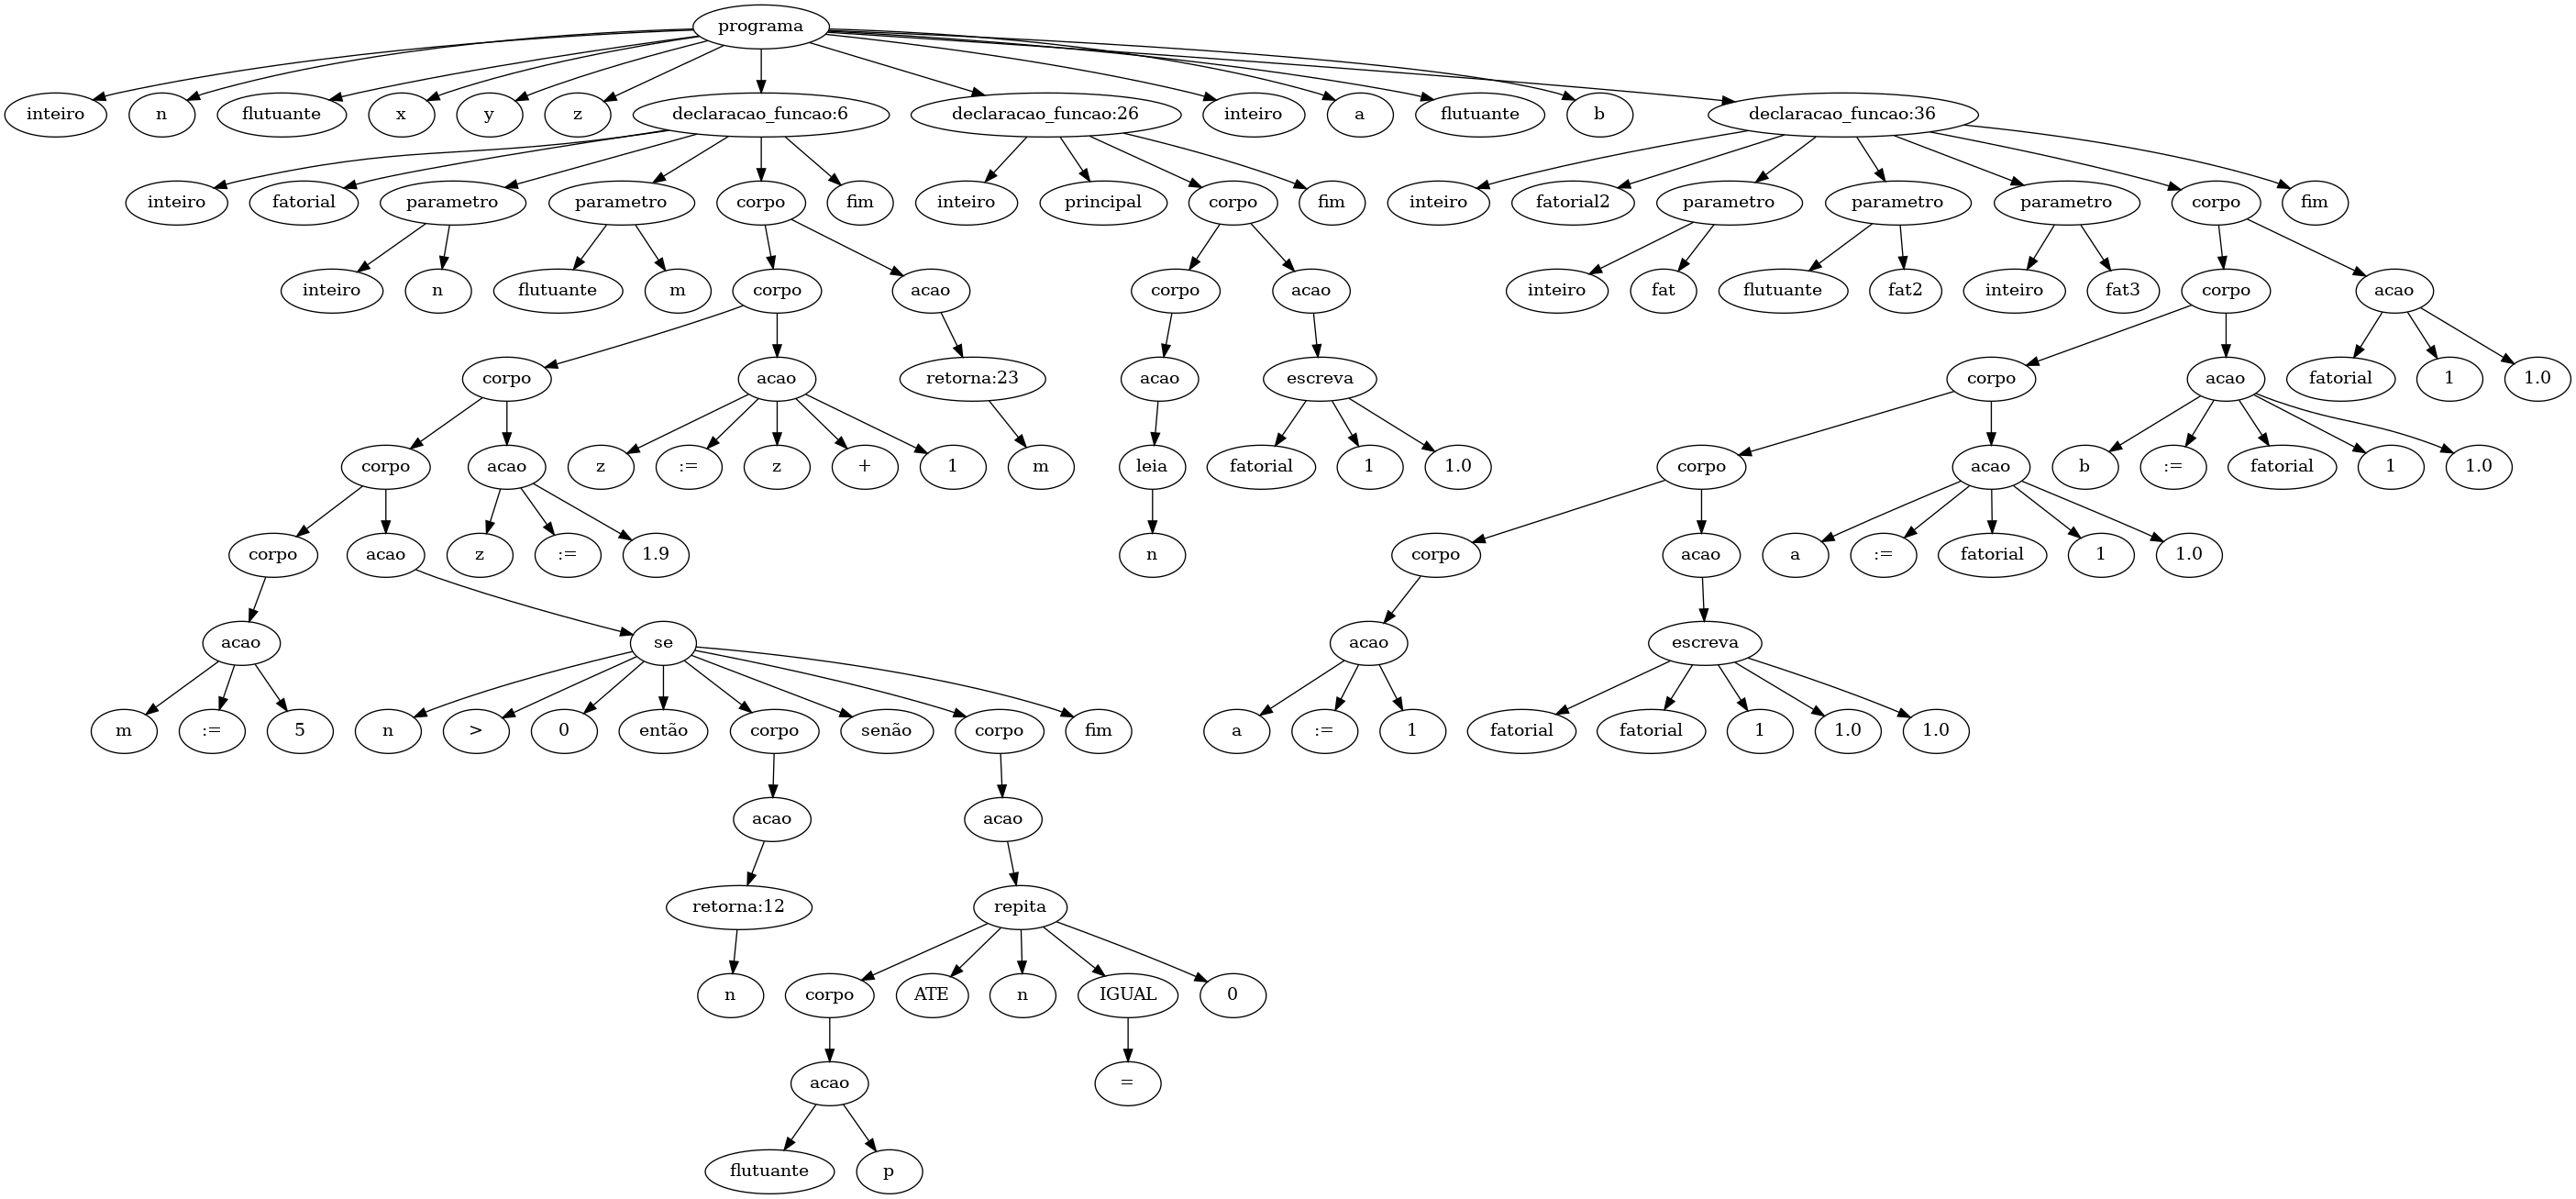 programa
inteiro n flutuante x y z declaracao_funcao:6 declaracao_funcao:26 inteiro a flutuante b declaracao_funcao:36
inteiro fatorial parametro parametro corpo fim inteiro principal corpo fim inteiro fatorial2 parametro parametro parametro corpo fim
inteiro n flutuante m corpo acao corpo acao inteiro fat flutuante fat2 inteiro fat3 corpo acao
corpo acao retorna:23 acao escreva corpo acao fatorial 1 1.0
corpo acao z := z + 1 m leia fatorial 1 1.0 corpo acao b := fatorial 1 1.0
corpo acao z := 1.9 n corpo acao a := fatorial 1 1.0
acao se acao escreva
m := 5 n > 0 então corpo senão corpo fim a := 1 fatorial fatorial 1 1.0 1.0
acao acao
retorna:12 repita
n corpo ATE n IGUAL 0
acao =
flutuante p